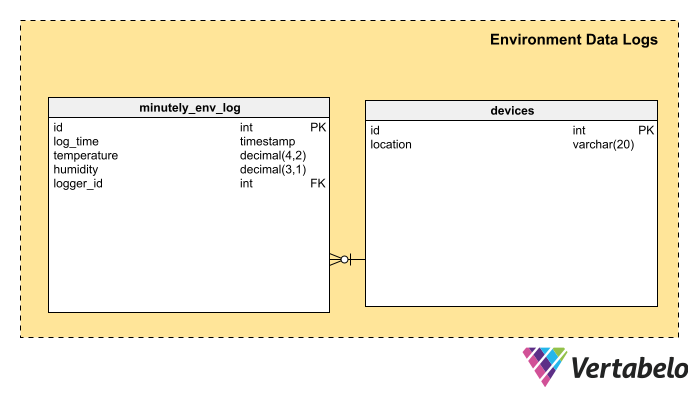 Environment Data Logs
minutely_env_log
id int PK
log_time timestamp
temperature decimal(4,2)
humidity decimal(3,1)
logger_id int FK
devices
id int PK
location varchar(20)
Vertabelo